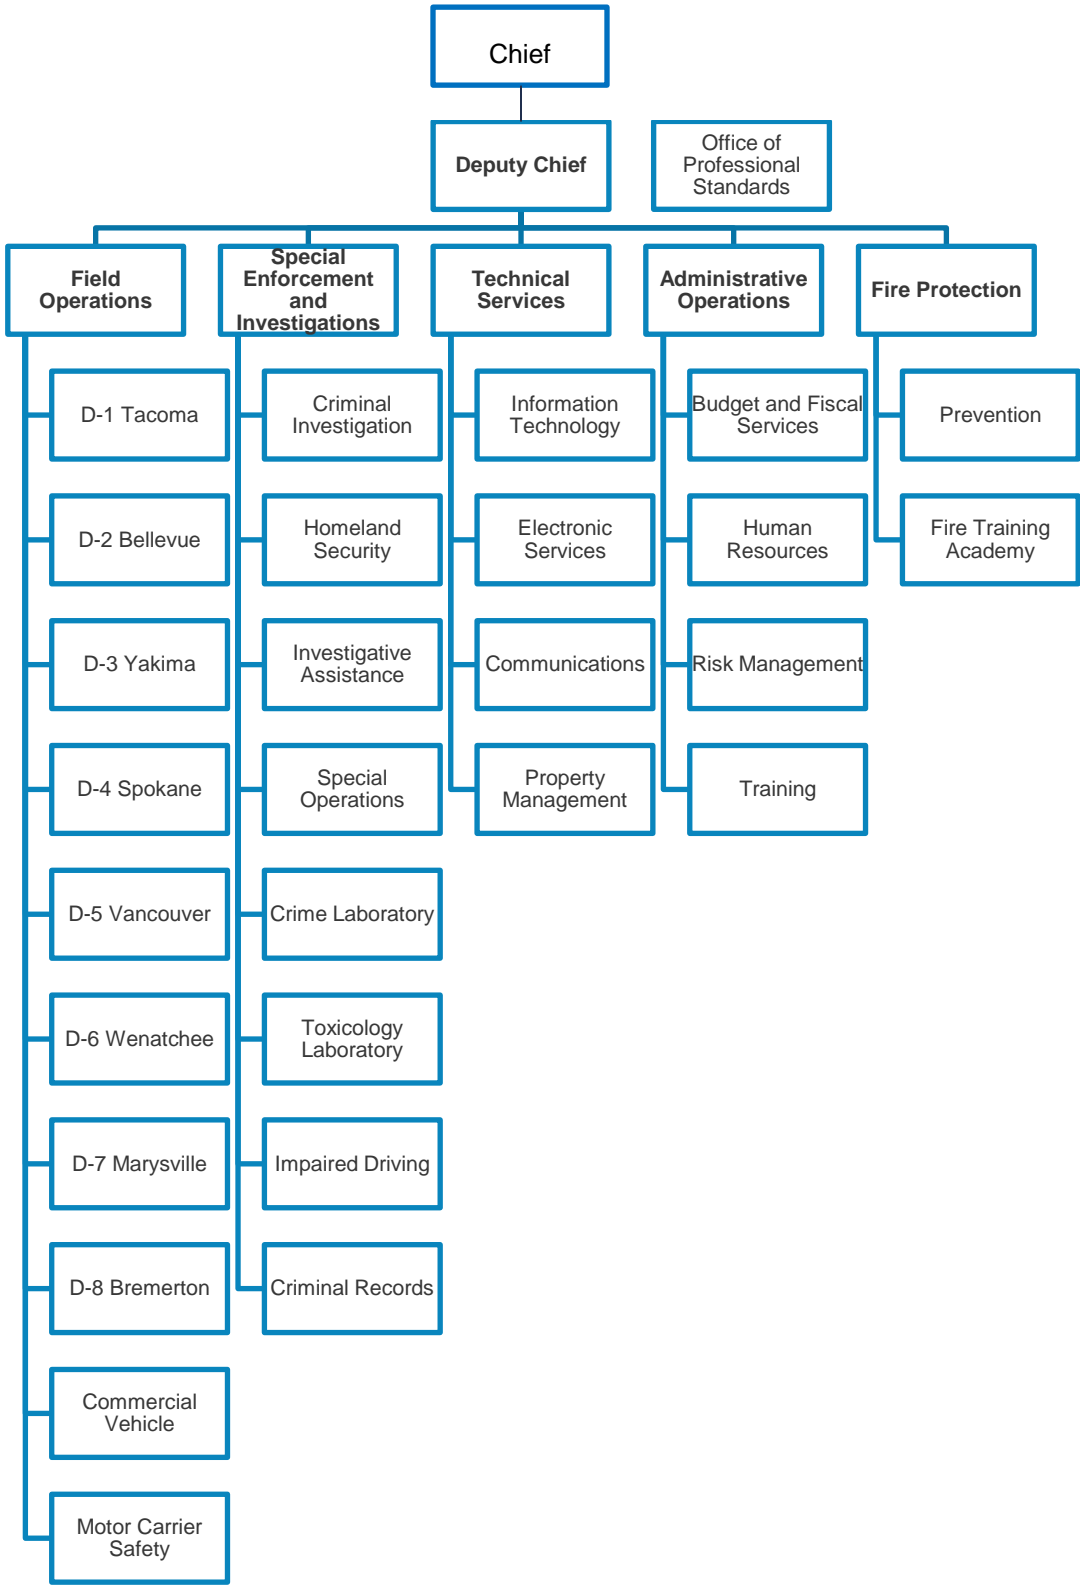 Chief
Deputy Chief
Office of
Professional
Standards
Field
Operations
Special
Enforcement
and
Investigations
Technical
Services
Administrative
Operations
Fire Protection
D-1 Tacoma
Criminal
Investigation
Information
Technology
Budget and Fiscal
Services
Prevention
D-2 Bellevue
Homeland
Security
Electronic
Services
Human
Resources
Fire Training
Academy
D-3 Yakima
Investigative
Assistance
Communications
Risk Management
D-4 Spokane
Special
Operations
Property
Management
Training
D-5 Vancouver
Crime Laboratory
D-6 Wenatchee
Toxicology
Laboratory
D-7 Marysville
Impaired Driving
D-8 Bremerton
Criminal Records
Commercial
Vehicle
Motor Carrier
Safety